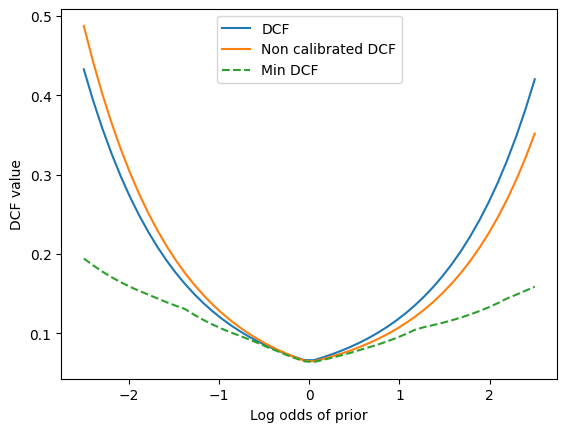 0.5
0.4
0.3
0.2
0.1
DCF value
DCF
Non calibrated DCF
Min DCF
−2 −1 0 1 2
Log odds of prior